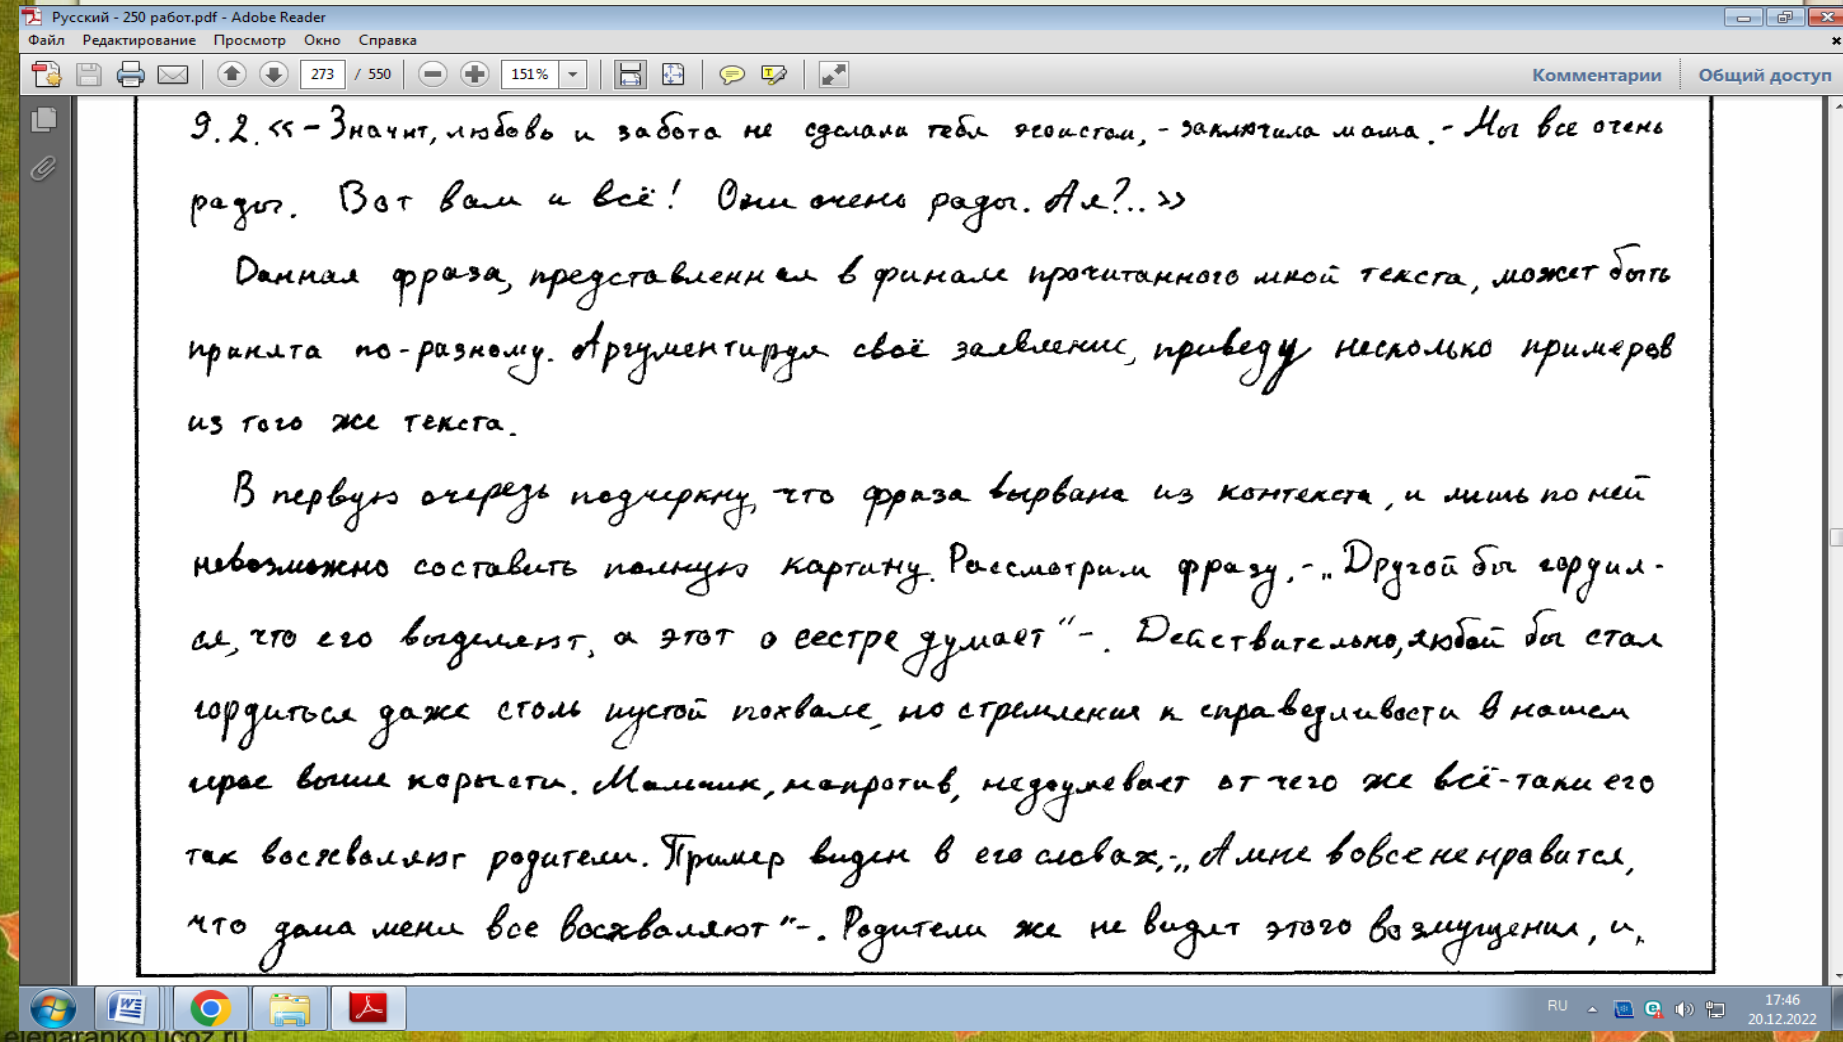 Русский - 250 работ.pdf - Adobe Reader
Файл Редактирование Просмотр Окно Справка
273 / 550 151% Комментарии Общий доступ
9.2. «– Значит, любовь и забота не сделали тебя эгоистом, – заключила мама. – Мы все очень
рады. Вот вам и всё! Они очень рады. А я?..»
Данная фраза, представленная в финале прочитанного мной текста, может быть
принята по-разному. Аргументируя своё заявление, приведу несколько примеров
из того же текста.
В первую очередь подчеркну, что фраза вырвана из контекста, и лишь по ней
невозможно составить полную картину. Рассмотрим фразу, – „Другой бы гордил-
ся, что его выделяют, а этот о сестре думает“ –. Действительно, любой бы стал
гордиться даже столь пустой похвале, но стремления к справедливости в нашем
герое выше корысти. Мальчик, напротив, недоумевает от чего же всё-таки его
так восхваляют родители. Пример виден в его словах, – „А мне вовсе не нравится,
что дома меня все восхваляют“ –. Родители же не видят этого возмущения, и,
RU 17:46
20.12.2022
elenaranko.ucoz.ru